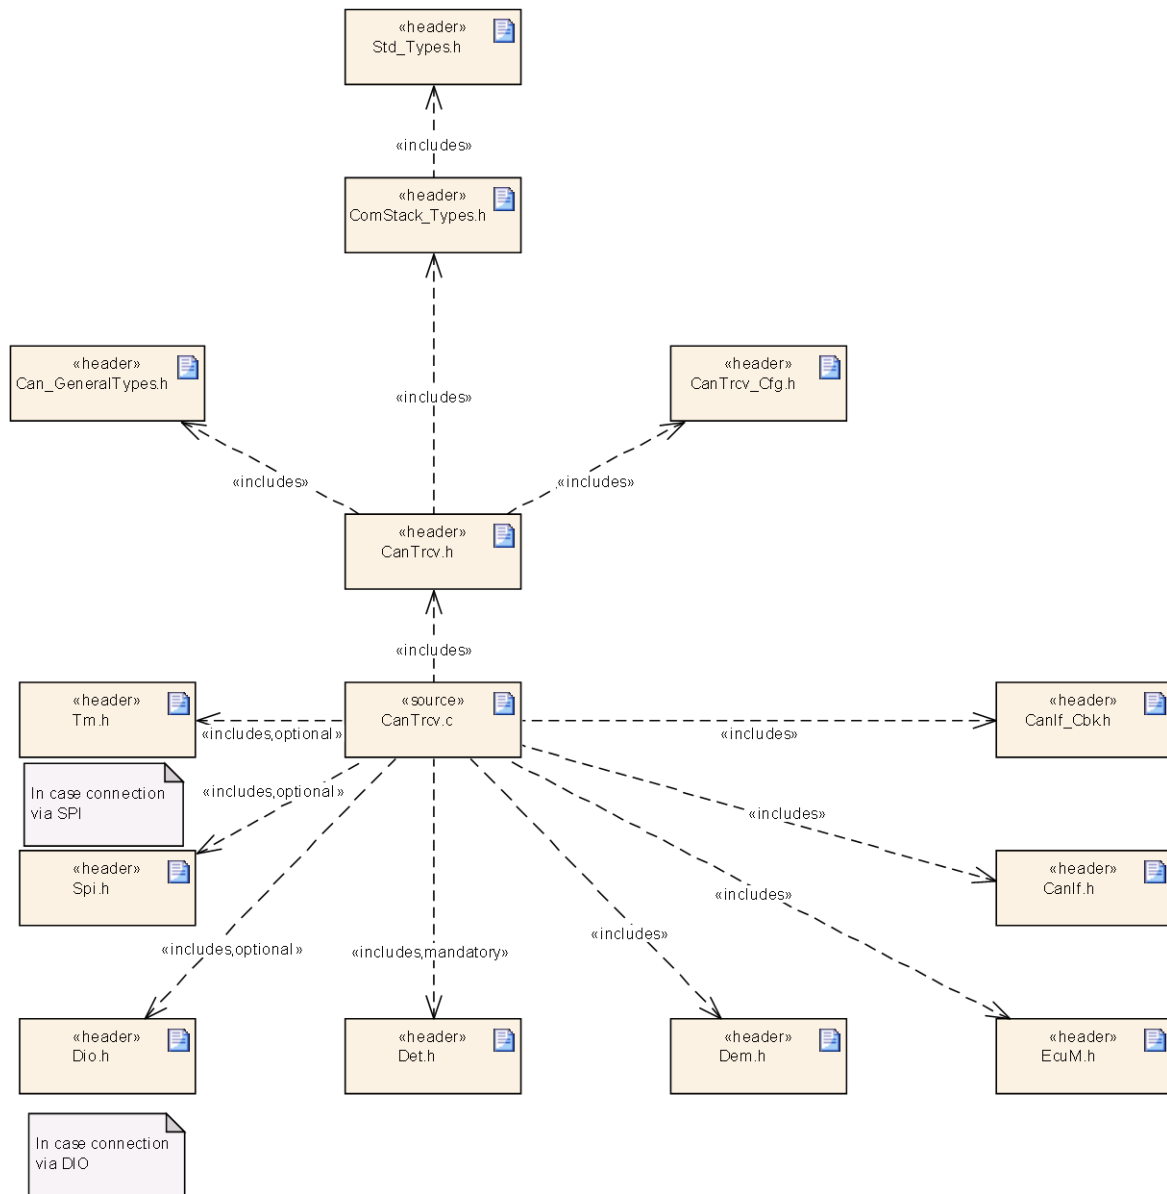 «header»
Std_Types.h
«includes»
«header»
ComStack_Types.h
«includes»
«header»
Can_GeneralTypes.h
«header»
CanTrcv_Cfg.h
«includes»
«includes»
«header»
CanTrcv.h
«includes»
«header»
Tm.h
«source»
CanTrcv.c
«header»
CanIf_Cbk.h
«includes,optional»
«includes»
In case connection
via SPI
«includes,optional»
«includes»
«header»
Spi.h
«header»
CanIf.h
«includes»
«includes,optional»
«includes,mandatory»
«includes»
«header»
Dio.h
«header»
Det.h
«header»
Dem.h
«header»
EcuM.h
In case connection
via DIO